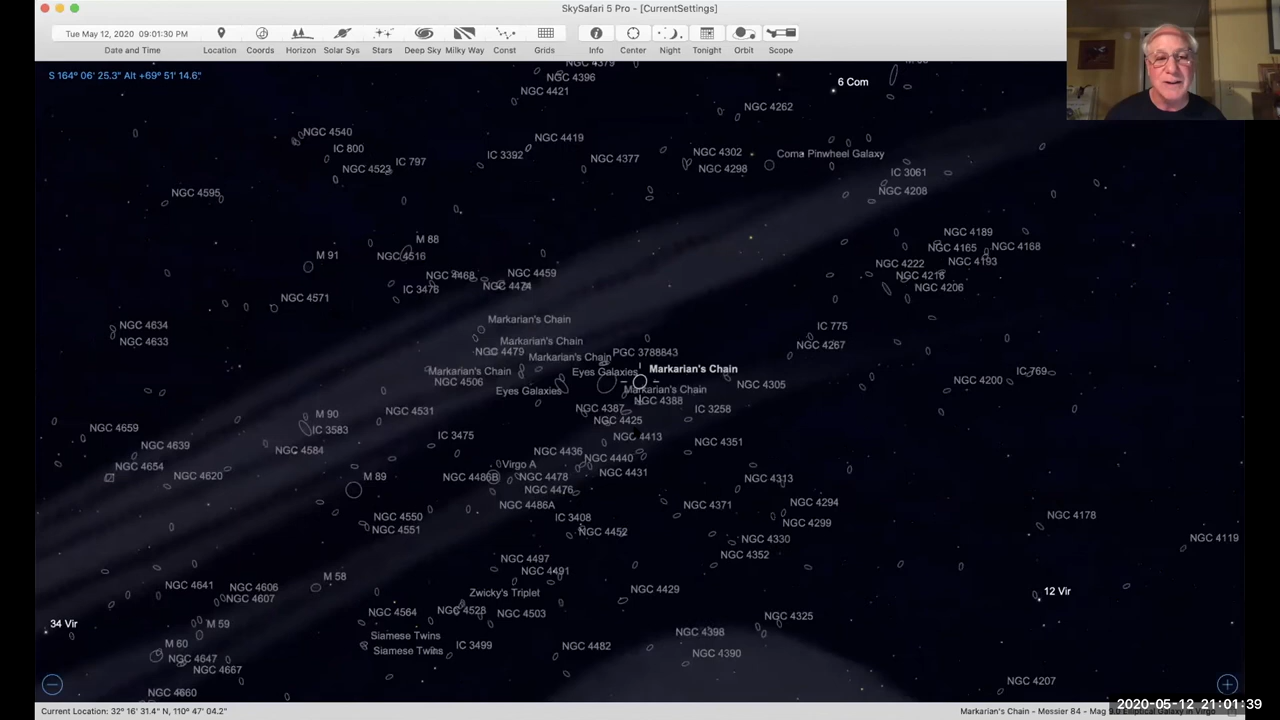 SkySafari 5 Pro - [CurrentSettings]
Tue May 12, 2020 09:01:30 PM
Date and Time Location Coords Horizon Solar Sys Stars Deep Sky Milky Way Const Grids Info Center Night Tonight Orbit Scope
S 164° 06' 25.3" Alt +69° 51' 14.6"
NGC 4379
NGC 4396
6 Com
NGC 4421
NGC 4262
NGC 4540
NGC 4419
IC 800
NGC 3392
NGC 4302
Coma Pinwheel Galaxy
IC 797
NGC 4377
NGC 4523
NGC 4298
IC 3061
NGC 4595
NGC 4208
NGC 4189
M 88
NGC 4165
NGC 4168
M 91
NGC 4516
NGC 4222
NGC 4193
NGC 4468
NGC 4459
NGC 4216
IC 3476
NGC 4474
NGC 4206
NGC 4571
Markarian's Chain
NGC 4634
IC 775
NGC 4633
Markarian's Chain
NGC 4267
NGC 4479
Markarian's Chain
PGC 3788843
Markarian's Chain
Eyes Galaxies
Markarian's Chain
IC 769
NGC 4506
Eyes Galaxies
Markarian's Chain
NGC 4305
NGC 4200
NGC 4388
M 90
NGC 4531
NGC 4387
IC 3258
NGC 4425
NGC 4659
IC 3583
IC 3475
NGC 4413
NGC 4351
NGC 4639
NGC 4584
NGC 4436
NGC 4440
NGC 4654
Virgo A
NGC 4431
NGC 4620
M 89
NGC 4486B
NGC 4478
NGC 4313
NGC 4476
NGC 4486A
NGC 4371
NGC 4294
NGC 4550
IC 3408
NGC 4299
NGC 4178
NGC 4551
NGC 4452
NGC 4330
NGC 4119
NGC 4352
NGC 4497
NGC 4491
M 58
NGC 4641
NGC 4606
NGC 4429
12 Vir
NGC 4607
Zwicky's Triplet
NGC 4564
NGC 4528
NGC 4503
NGC 4325
34 Vir
M 59
Siamese Twins
NGC 4398
M 60
Siamese Twins
IC 3499
NGC 4482
NGC 4390
NGC 4647
NGC 4667
NGC 4207
NGC 4660
2020-05-12 21:01:39
Current Location: 32° 16' 31.4" N, 110° 47' 04.2" Markarian's Chain - Messier 84 - Mag 9.0 Elliptical Galaxy in Virgo